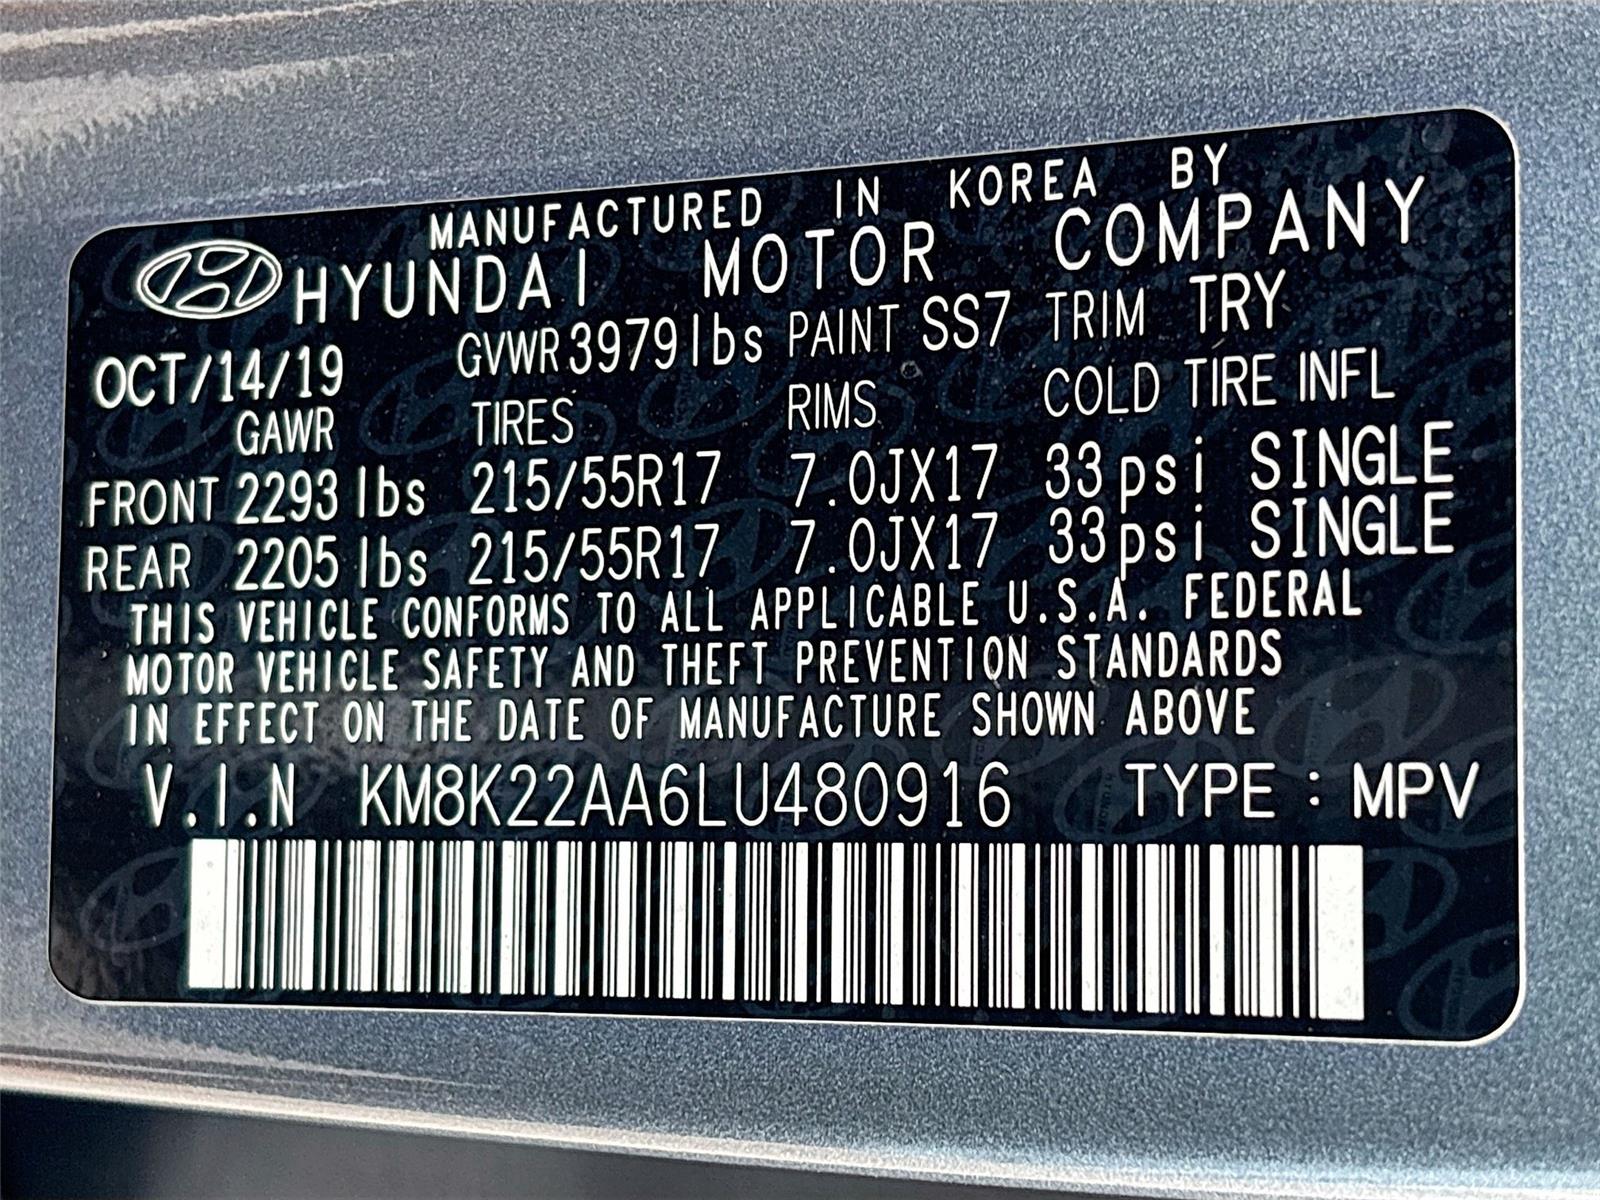 MANUFACTURED IN KOREA BY
HYUNDAI MOTOR COMPANY
OCT/14/19 GVWR 3979 lbs PAINT SS7 TRIM TRY
GAWR TIRES RIMS COLD TIRE INFL
FRONT 2293 lbs 215/55R17 7.0JX17 33psi SINGLE
REAR 2205 lbs 215/55R17 7.0JX17 33psi SINGLE
THIS VEHICLE CONFORMS TO ALL APPLICABLE U.S.A. FEDERAL
MOTOR VEHICLE SAFETY AND THEFT PREVENTION STANDARDS
IN EFFECT ON THE DATE OF MANUFACTURE SHOWN ABOVE
V.I.N KM8K22AA6LU480916 TYPE : MPV